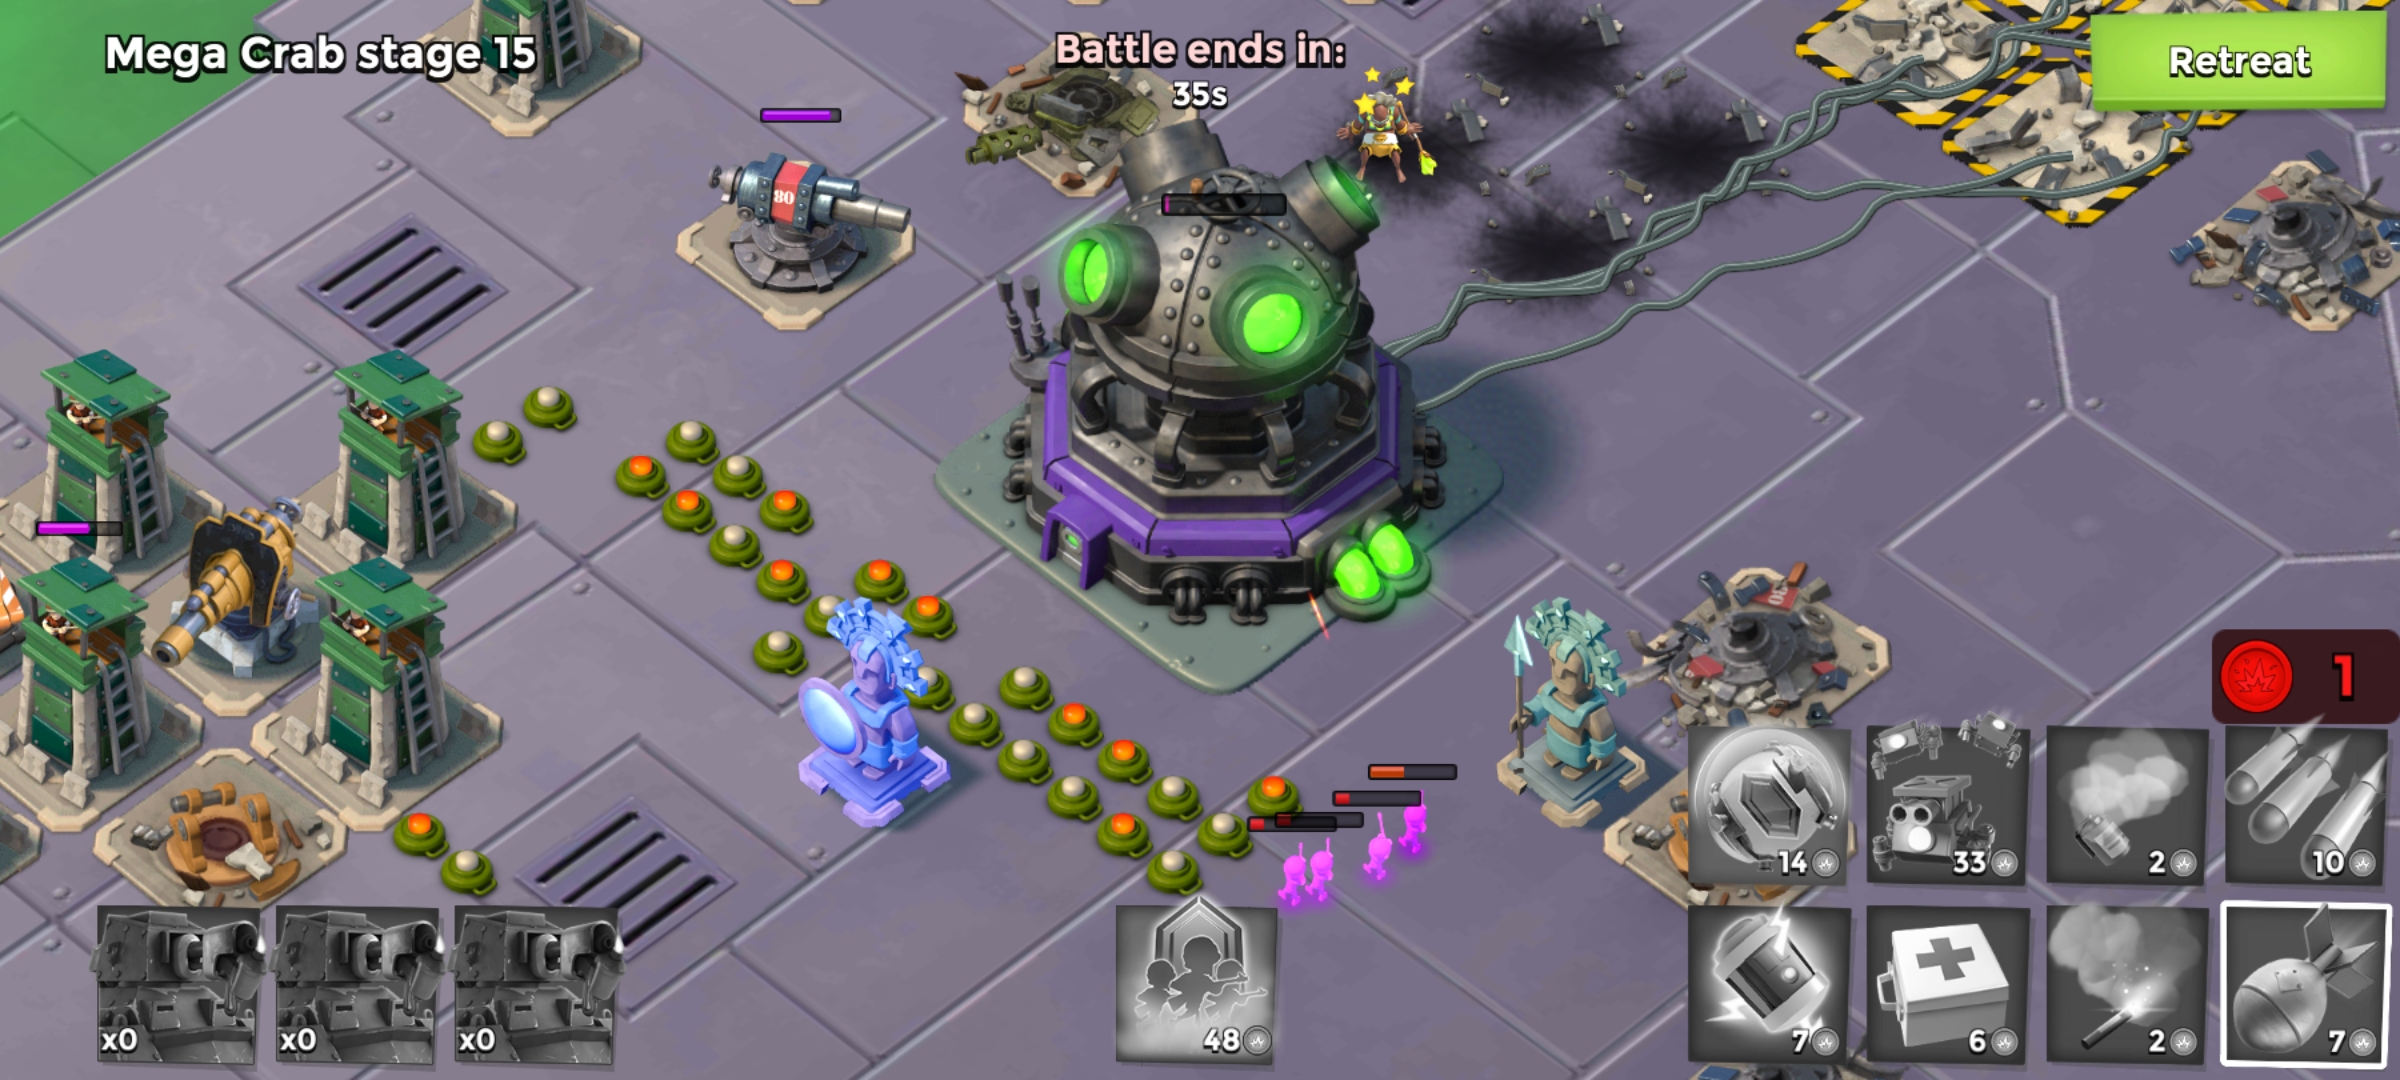 Mega Crab stage 15
Battle ends in:
35s
Retreat
80
1
14
33
2
10
x0
x0
x0
48
7
6
2
7